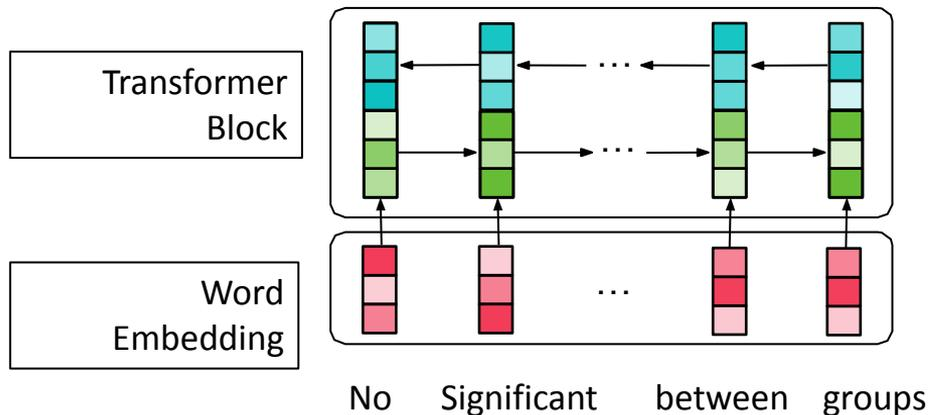 Transformer
Block
...
...
Word
Embedding
...
No Significant between groups